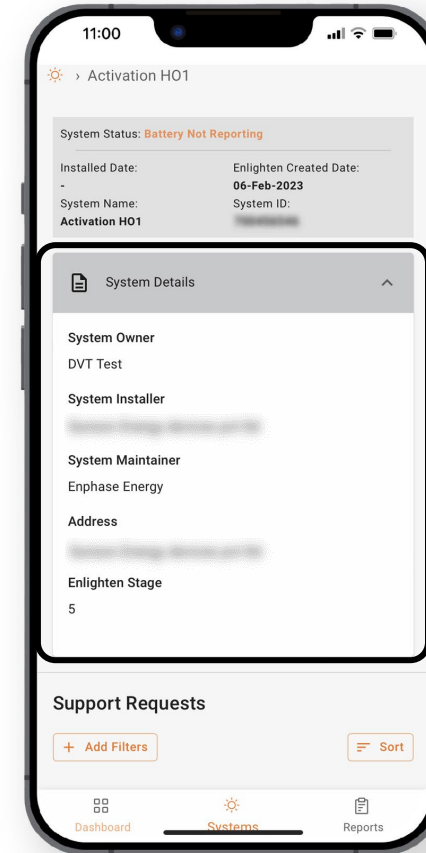 11:00
› Activation HO1
System Status: Battery Not Reporting
Installed Date:
Enlighten Created Date:
-
06-Feb-2023
System Name:
System ID:
Activation HO1
System Details
System Owner
DVT Test
System Installer
System Maintainer
Enphase Energy
Address
Enlighten Stage
5
Support Requests
+ Add Filters
Sort
Dashboard
Systems
Reports